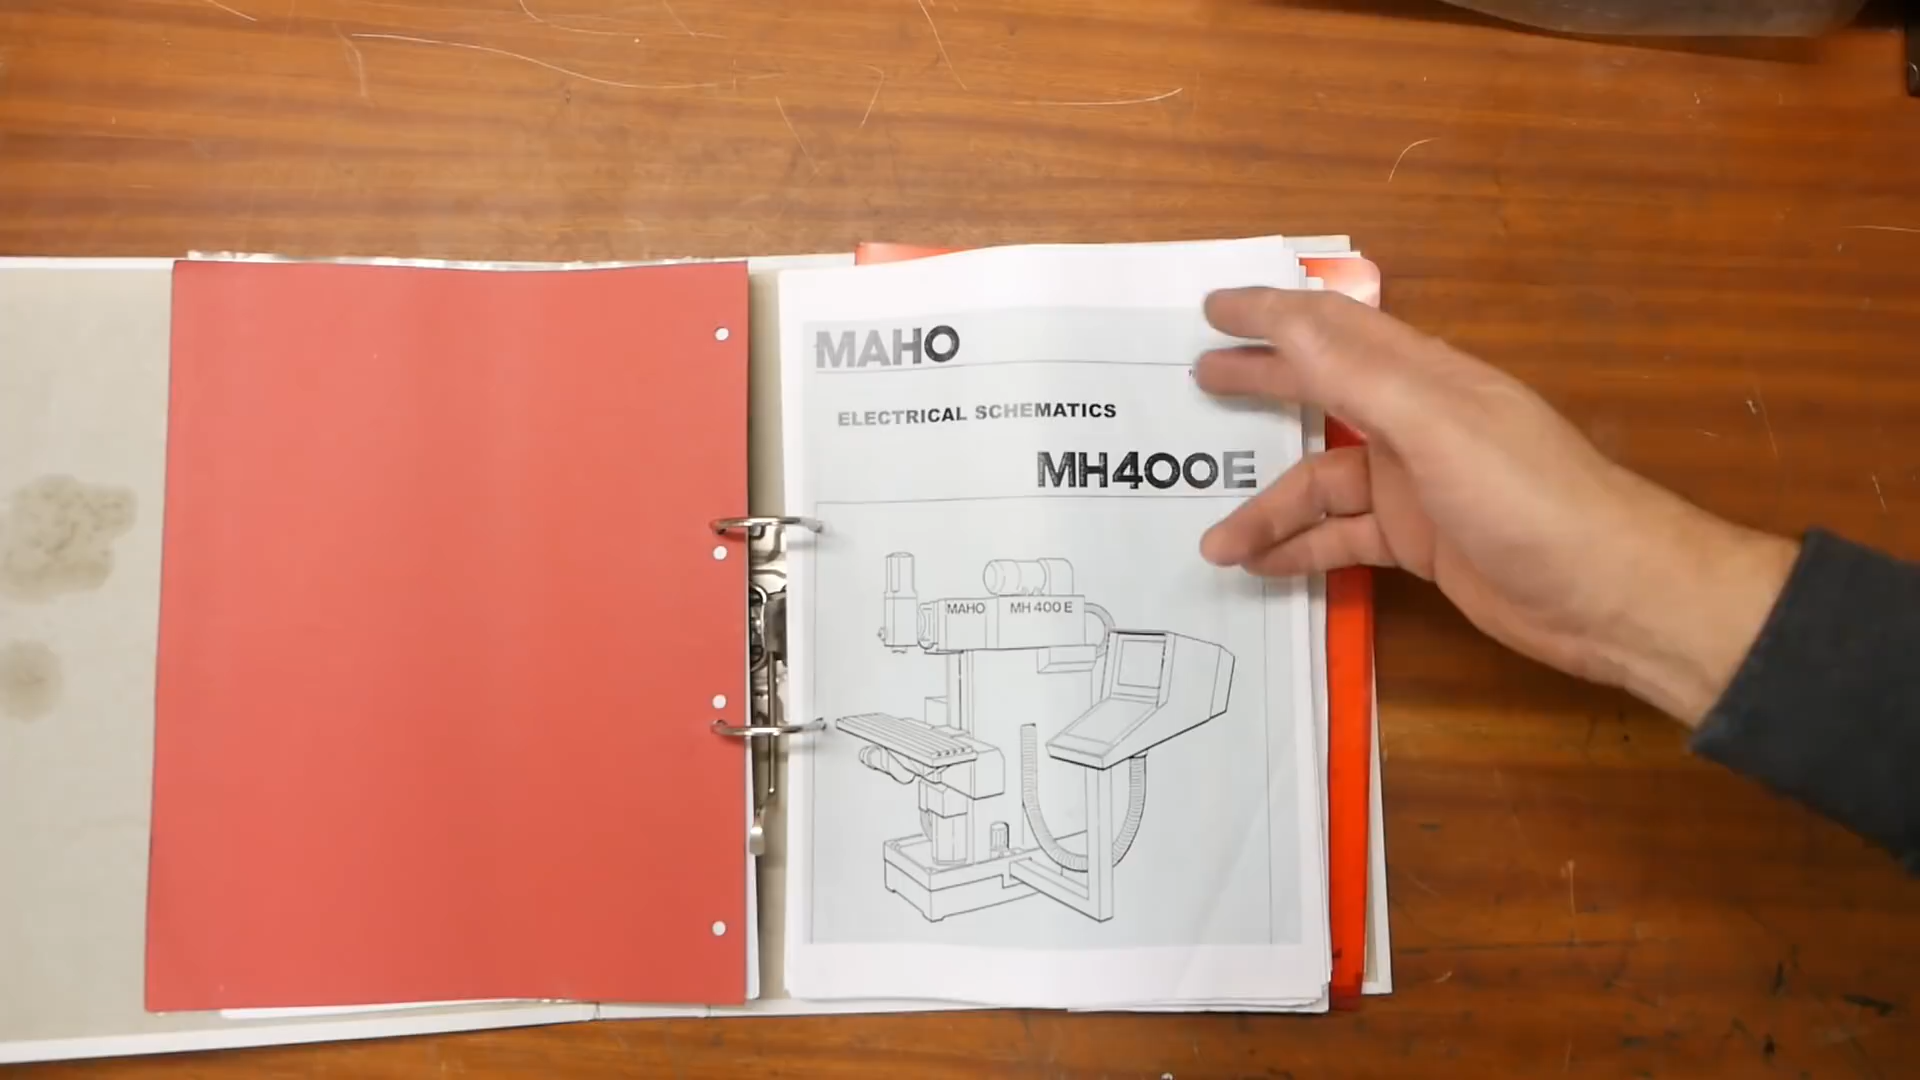 MAHO
ELECTRICAL SCHEMATICS
MH400E
MAHO MH 400 E